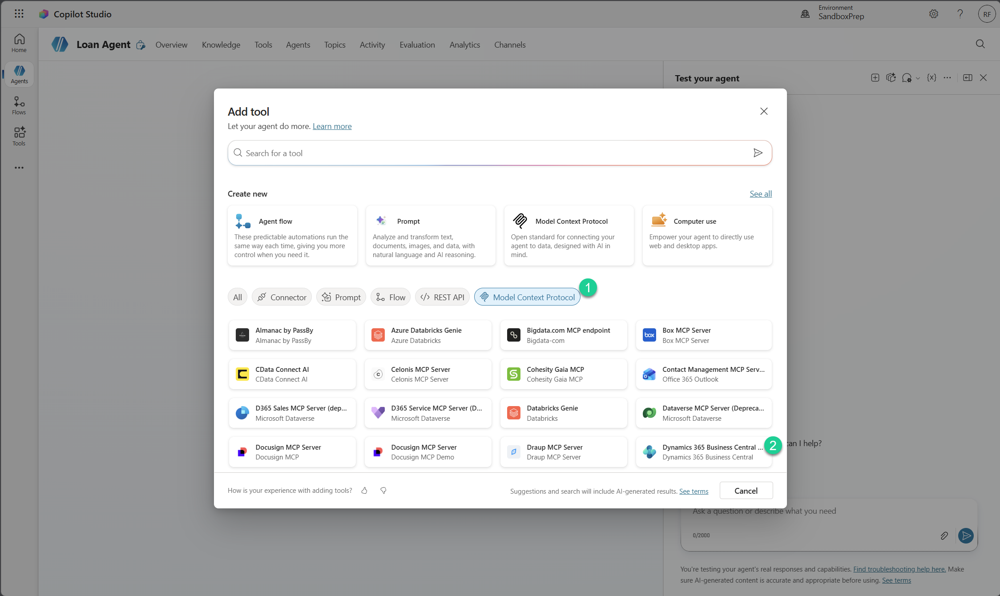 Copilot Studio
Environment
SandboxPrep
RF
Home
Agents
Flows
Tools
Loan Agent
Overview
Knowledge
Tools
Agents
Topics
Activity
Evaluation
Analytics
Channels
Test your agent
{x}
Add tool
Let your agent do more. Learn more
Search for a tool
Create new
See all
Agent flow
These predictable automations run the
same way each time, giving you more
control when you need it.
Prompt
Analyze and transform text,
documents, images, and data, with
natural language and AI reasoning.
Model Context Protocol
Open standard for connecting your
agent to data, designed with AI in
mind.
Computer use
Empower your agent to directly use
web and desktop apps.
All
Connector
Prompt
Flow
REST API
Model Context Protocol
1
Almanac by PassBy
Almanac by PassBy
Azure Databricks Genie
Azure Databricks
Bigdata.com MCP endpoint
Bigdata-com
box
Box MCP Server
Box MCP Server
CData Connect AI
CData Connect AI
Celonis MCP Server
Celonis MCP Server
Cohesity Gaia MCP
Cohesity Gaia MCP
Contact Management MCP Serv...
Office 365 Outlook
D365 Sales MCP Server (dep...
Microsoft Dataverse
D365 Service MCP Server (D...
Microsoft Dataverse
Databricks Genie
Databricks
Dataverse MCP Server (Depreca...
Microsoft Dataverse
Docusign MCP Server
Docusign MCP
Docusign MCP Server
Docusign MCP Demo
Draup MCP Server
Draup MCP Server
Dynamics 365 Business Central ...
Dynamics 365 Business Central
2
can I help?
How is your experience with adding tools?
Suggestions and search will include AI-generated results. See terms
Cancel
Ask a question or describe what you need
0/2000
You're testing your agent's real responses and capabilities. Find troubleshooting help here. Make
sure AI-generated content is accurate and appropriate before using. See terms